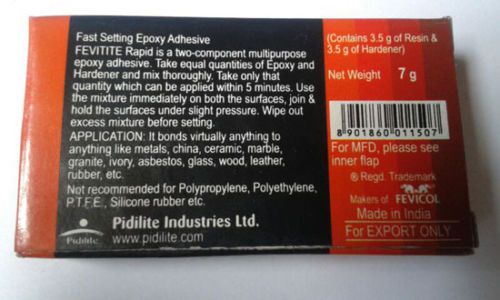 Fast Setting Epoxy Adhesive
FEVITITE Rapid is a two-component multipurpose
epoxy adhesive. Take equal quantities of Epoxy and
Hardener and mix thoroughly. Take only that
quantity which can be applied within 5 minutes. Use
the mixture immediately on both the surfaces, join &
hold the surfaces under slight pressure. Wipe out
excess mixture before setting.
APPLICATION: It bonds virtually anything to
anything like metals, china, ceramic, marble,
granite, ivory, asbestos, glass, wood, leather,
rubber, etc.
Not recommended for Polypropylene, Polyethylene,
P.T.F.E., Silicone rubber etc.
Pidilite
Pidilite Industries Ltd.
www.pidilite.com
(Contains 3.5 g of Resin &
3.5 g of Hardener)
Net Weight 7 g
8 901860 011507
For MFD, please see
inner flap
® Regd. Trademark
Makers of FEVICOL
Made in India
For EXPORT ONLY